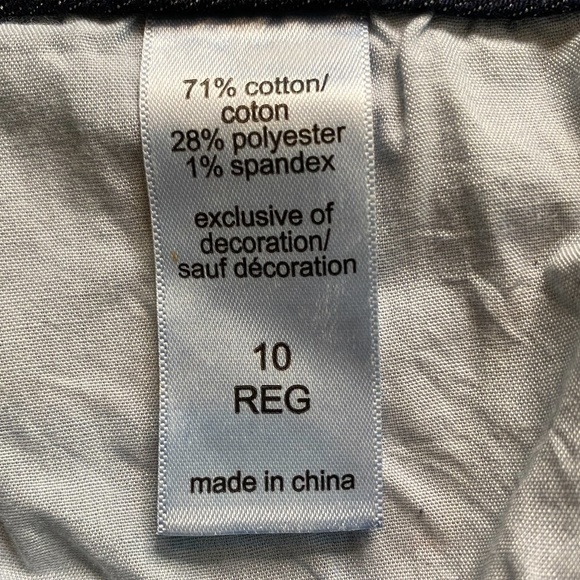 71% cotton/
coton
28% polyester
1% spandex
exclusive of
decoration/
sauf décoration
10
REG
made in china